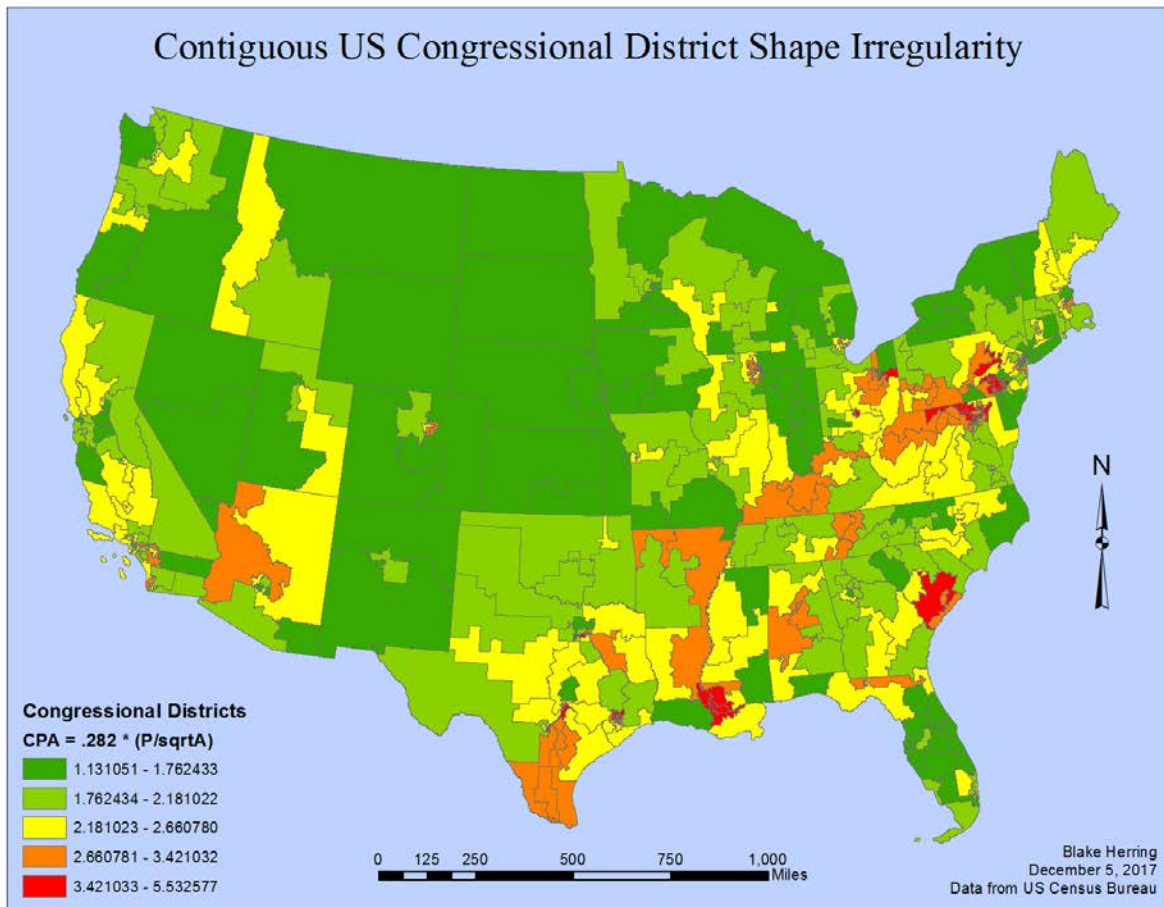 Contiguous US Congressional District Shape Irregularity
N
Congressional Districts
CPA = .282 * (P/sqrtA)
1.131051 - 1.762433
1.762434 - 2.181022
2.181023 - 2.660780
2.660781 - 3.421032
3.421033 - 5.532577
0 125 250 500 750 1,000
Miles
Blake Herring
December 5, 2017
Data from US Census Bureau